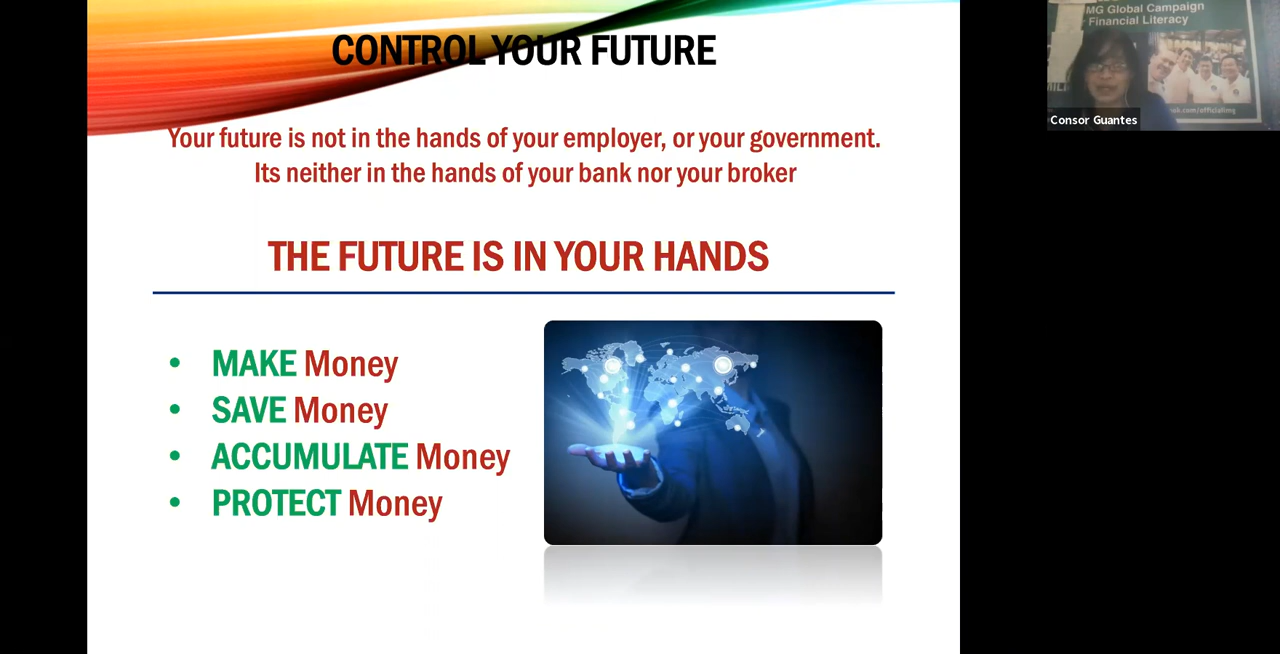 CONTROL YOUR FUTURE
Your future is not in the hands of your employer, or your government.
Its neither in the hands of your bank nor your broker
THE FUTURE IS IN YOUR HANDS
• MAKE Money
• SAVE Money
• ACCUMULATE Money
• PROTECT Money
MG Global Campaign
Financial Literacy
Consor Guantes